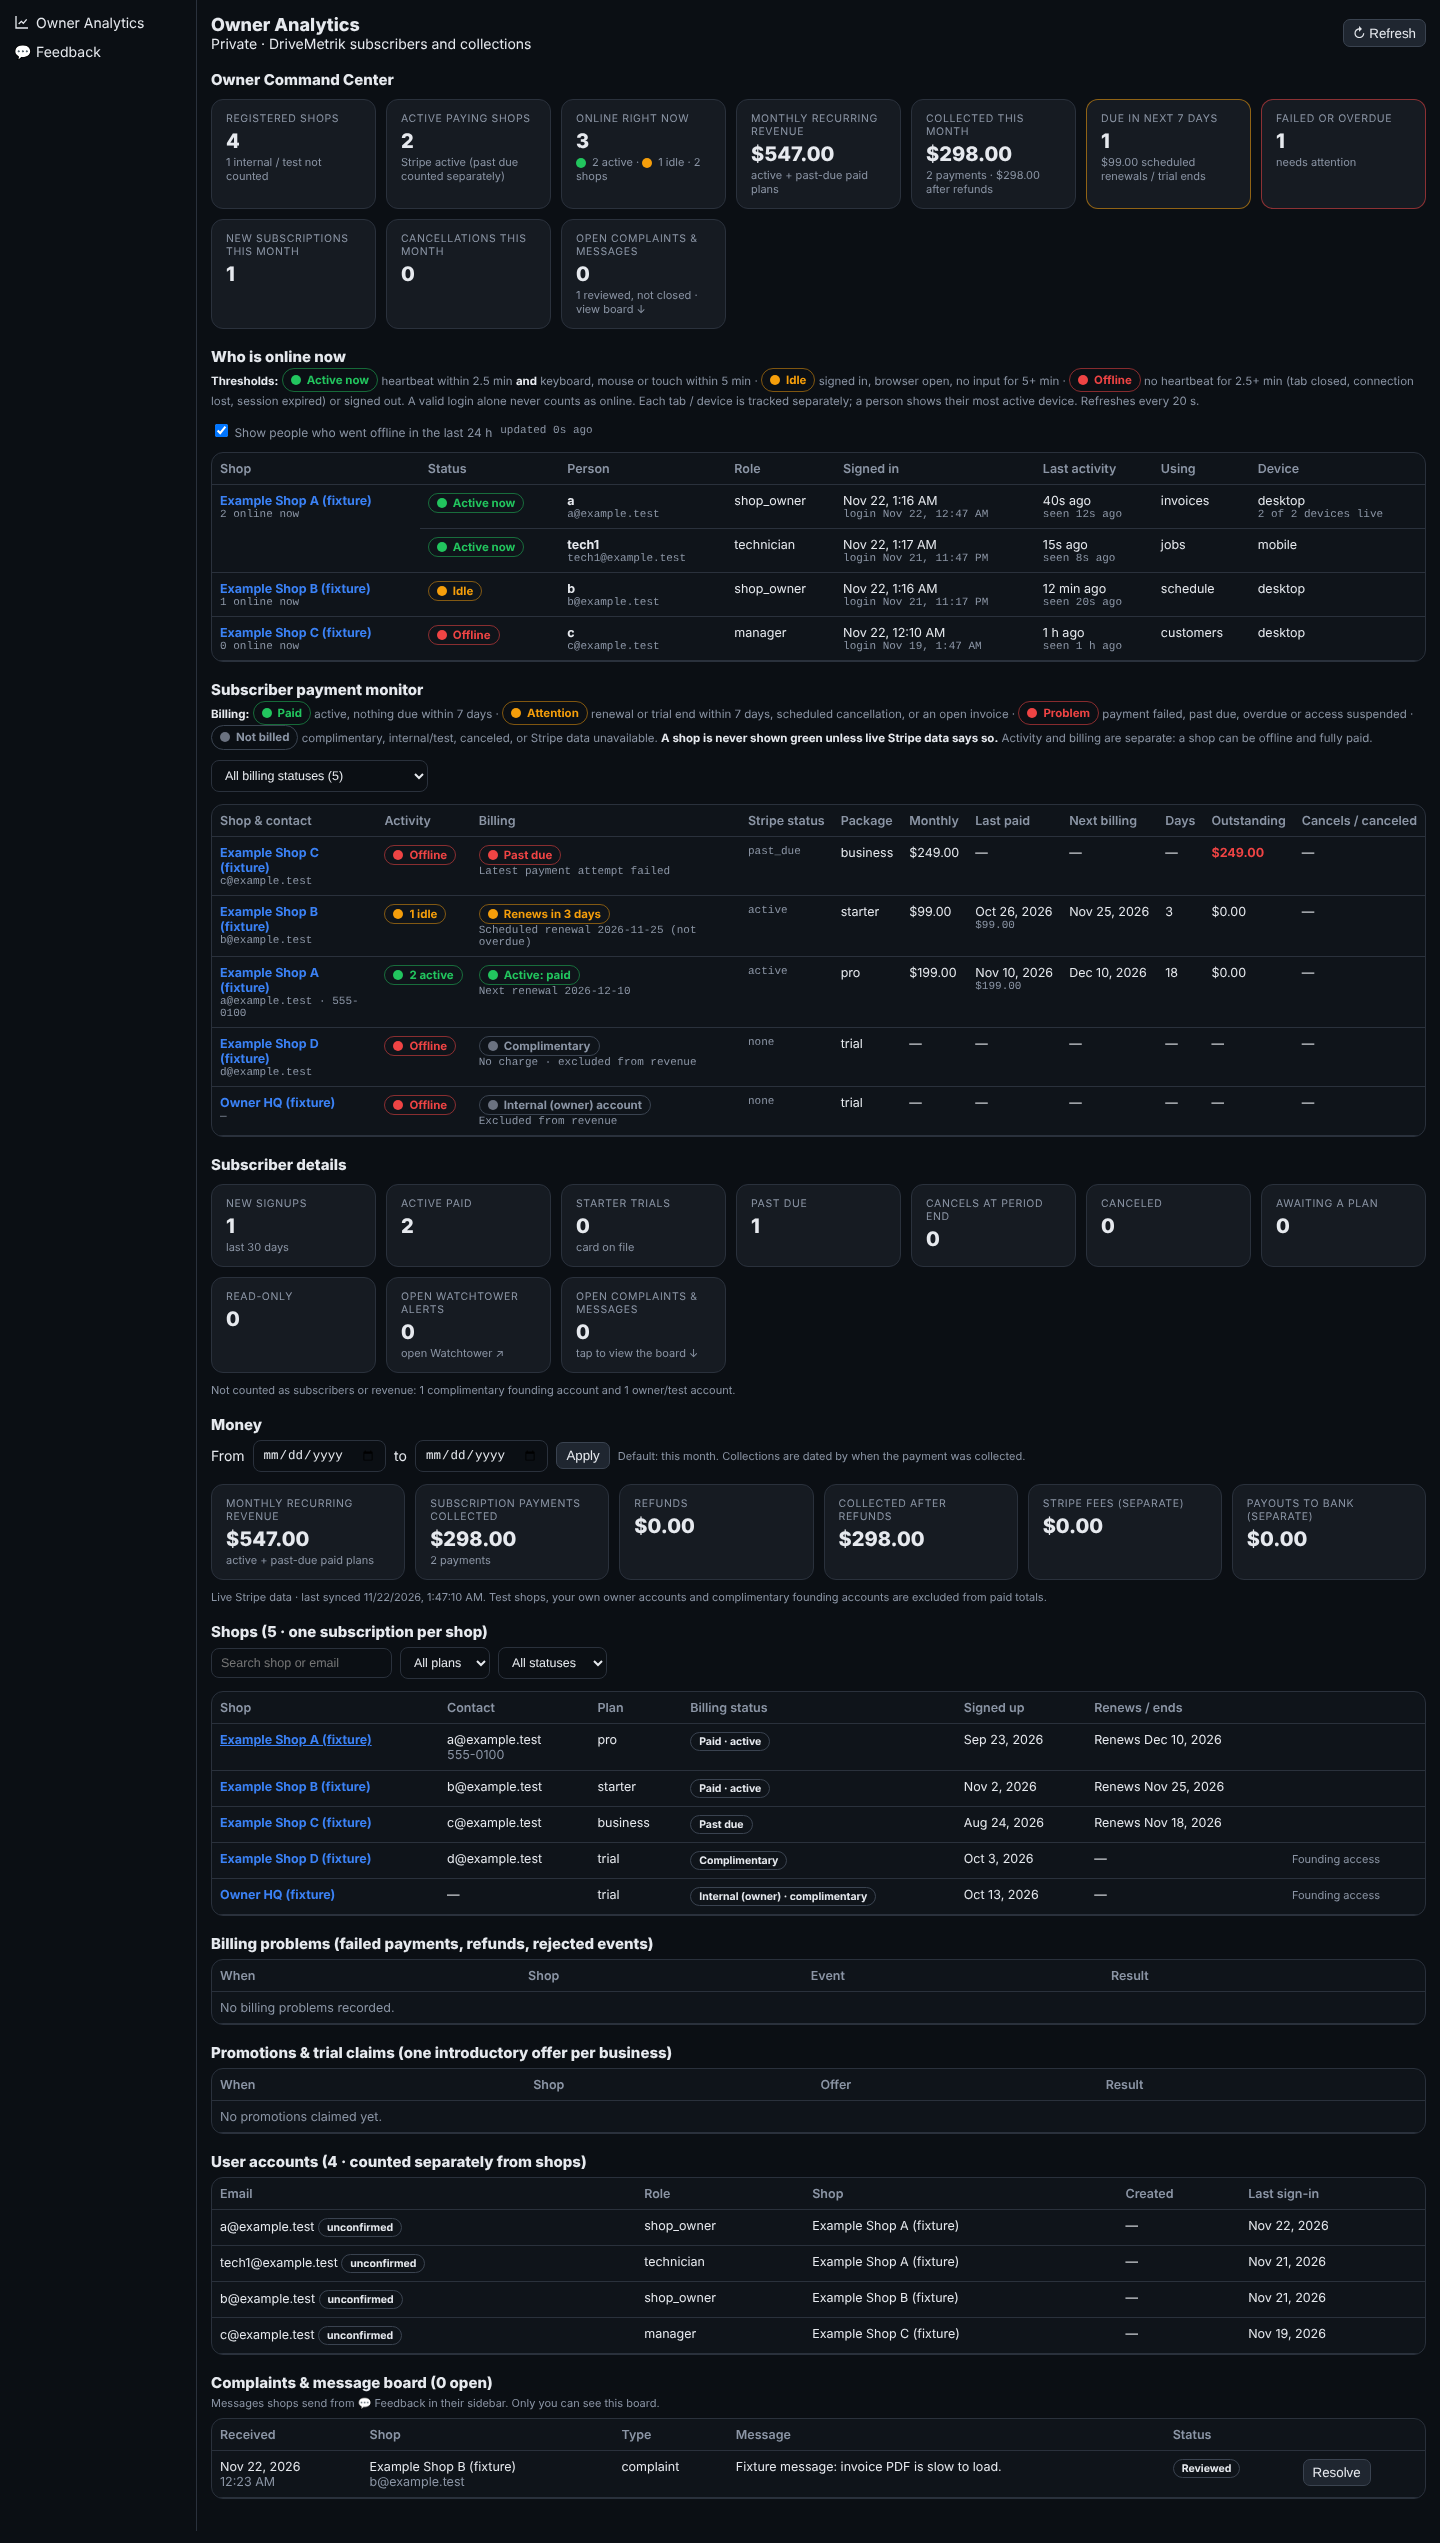 Owner Analytics
💬 Feedback
Owner Analytics
Private · DriveMetrik subscribers and collections
↻ Refresh
Owner Command Center
REGISTERED SHOPS
4
1 internal / test not
counted
ACTIVE PAYING SHOPS
2
Stripe active (past due
counted separately)
ONLINE RIGHT NOW
3
2 active · 1 idle · 2
shops
MONTHLY RECURRING
REVENUE
$547.00
active + past-due paid
plans
COLLECTED THIS
MONTH
$298.00
2 payments · $298.00
after refunds
DUE IN NEXT 7 DAYS
1
$99.00 scheduled
renewals / trial ends
FAILED OR OVERDUE
1
needs attention
NEW SUBSCRIPTIONS
THIS MONTH
1
CANCELLATIONS THIS
MONTH
0
OPEN COMPLAINTS &
MESSAGES
0
1 reviewed, not closed ·
view board ↓
Who is online now
Thresholds: Active now heartbeat within 2.5 min and keyboard, mouse or touch within 5 min · Idle signed in, browser open, no input for 5+ min · Offline no heartbeat for 2.5+ min (tab closed, connection
lost, session expired) or signed out. A valid login alone never counts as online. Each tab / device is tracked separately; a person shows their most active device. Refreshes every 20 s.
Show people who went offline in the last 24 h updated 0s ago
Shop Status Person Role Signed in Last activity Using Device
Example Shop A (fixture) Active now a shop_owner Nov 22, 1:16 AM 40s ago invoices desktop
2 online now a@example.test login Nov 22, 12:47 AM seen 12s ago 2 of 2 devices live
Active now tech1 technician Nov 22, 1:17 AM 15s ago jobs mobile
tech1@example.test login Nov 21, 11:47 PM seen 8s ago
Example Shop B (fixture) Idle b shop_owner Nov 22, 1:16 AM 12 min ago schedule desktop
1 online now b@example.test login Nov 21, 11:17 PM seen 20s ago
Example Shop C (fixture) Offline c manager Nov 22, 12:10 AM 1 h ago customers desktop
0 online now c@example.test login Nov 19, 1:47 AM seen 1 h ago
Subscriber payment monitor
Billing: Paid active, nothing due within 7 days · Attention renewal or trial end within 7 days, scheduled cancellation, or an open invoice · Problem payment failed, past due, overdue or access suspended ·
Not billed complimentary, internal/test, canceled, or Stripe data unavailable. A shop is never shown green unless live Stripe data says so. Activity and billing are separate: a shop can be offline and fully paid.
All billing statuses (5)
Shop & contact Activity Billing Stripe status Package Monthly Last paid Next billing Days Outstanding Cancels / canceled
Example Shop C
(fixture)
c@example.test
Offline
Past due
Latest payment attempt failed
past_due business $249.00 — — — $249.00 —
Example Shop B
(fixture)
b@example.test
1 idle
Renews in 3 days
Scheduled renewal 2026-11-25 (not
overdue)
active starter $99.00 Oct 26, 2026 Nov 25, 2026 3 $0.00 —
$99.00
Example Shop A
(fixture)
a@example.test · 555-
0100
2 active
Active: paid
Next renewal 2026-12-10
active pro $199.00 Nov 10, 2026 Dec 10, 2026 18 $0.00 —
$199.00
Example Shop D
(fixture)
d@example.test
Offline
Complimentary
No charge · excluded from revenue
none trial — — — — — —
Owner HQ (fixture)
—
Offline
Internal (owner) account
Excluded from revenue
none trial — — — — — —
Subscriber details
NEW SIGNUPS
1
last 30 days
ACTIVE PAID
2
STARTER TRIALS
0
card on file
PAST DUE
1
CANCELS AT PERIOD
END
0
CANCELED
0
AWAITING A PLAN
0
READ-ONLY
0
OPEN WATCHTOWER
ALERTS
0
open Watchtower ↗
OPEN COMPLAINTS &
MESSAGES
0
tap to view the board ↓
Not counted as subscribers or revenue: 1 complimentary founding account and 1 owner/test account.
Money
From mm/dd/yyyy to mm/dd/yyyy Apply Default: this month. Collections are dated by when the payment was collected.
MONTHLY RECURRING
REVENUE
$547.00
active + past-due paid plans
SUBSCRIPTION PAYMENTS
COLLECTED
$298.00
2 payments
REFUNDS
$0.00
COLLECTED AFTER
REFUNDS
$298.00
STRIPE FEES (SEPARATE)
$0.00
PAYOUTS TO BANK
(SEPARATE)
$0.00
Live Stripe data · last synced 11/22/2026, 1:47:10 AM. Test shops, your own owner accounts and complimentary founding accounts are excluded from paid totals.
Shops (5 · one subscription per shop)
Search shop or email All plans All statuses
Shop Contact Plan Billing status Signed up Renews / ends
Example Shop A (fixture) a@example.test pro Paid · active Sep 23, 2026 Renews Dec 10, 2026
555-0100
Example Shop B (fixture) b@example.test starter Paid · active Nov 2, 2026 Renews Nov 25, 2026
Example Shop C (fixture) c@example.test business Past due Aug 24, 2026 Renews Nov 18, 2026
Example Shop D (fixture) d@example.test trial Complimentary Oct 3, 2026 — Founding access
Owner HQ (fixture) — trial Internal (owner) · complimentary Oct 13, 2026 — Founding access
Billing problems (failed payments, refunds, rejected events)
When Shop Event Result
No billing problems recorded.
Promotions & trial claims (one introductory offer per business)
When Shop Offer Result
No promotions claimed yet.
User accounts (4 · counted separately from shops)
Email Role Shop Created Last sign-in
a@example.test unconfirmed shop_owner Example Shop A (fixture) — Nov 22, 2026
tech1@example.test unconfirmed technician Example Shop A (fixture) — Nov 21, 2026
b@example.test unconfirmed shop_owner Example Shop B (fixture) — Nov 21, 2026
c@example.test unconfirmed manager Example Shop C (fixture) — Nov 19, 2026
Complaints & message board (0 open)
Messages shops send from 💬 Feedback in their sidebar. Only you can see this board.
Received Shop Type Message Status
Nov 22, 2026 Example Shop B (fixture) complaint Fixture message: invoice PDF is slow to load. Reviewed Resolve
12:23 AM b@example.test